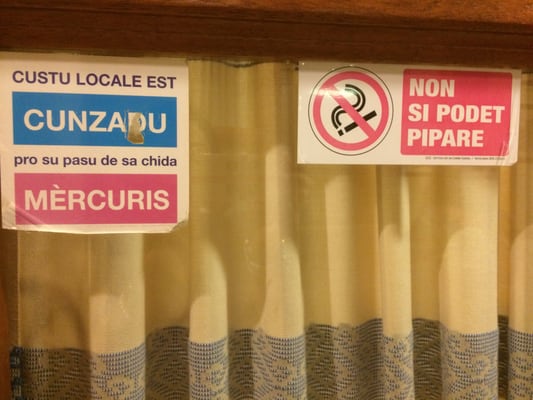 CUSTU LOCALE EST
CUNZADU
pro su pasu de sa chida
MÈRCURIS
NON
SI PODET
PIPARE